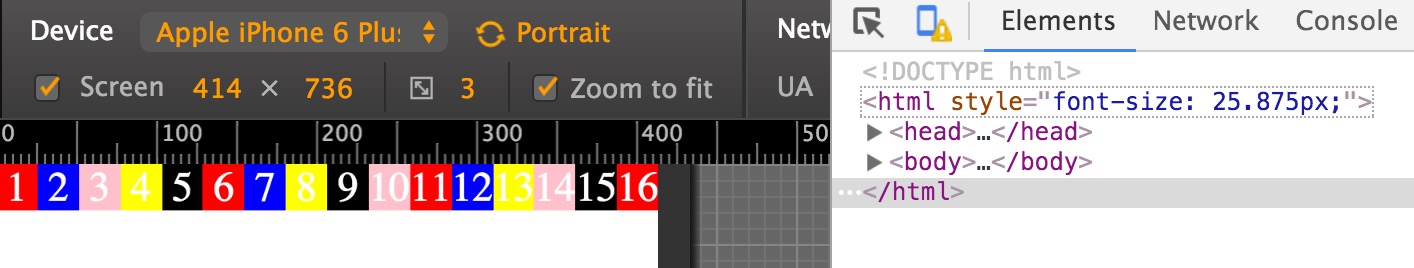 Device Apple iPhone 6 Plu Portrait Netw
Screen 414 × 736 3 Zoom to fit UA
0 100 200 300 400 50
1 2 3 4 5 6 7 8 9 10 11 12 13 14 15 16
Elements Network Console
<!DOCTYPE html>
<html style="font-size: 25.875px;">
▶ <head>…</head>
▶ <body>…</body>
…</html>